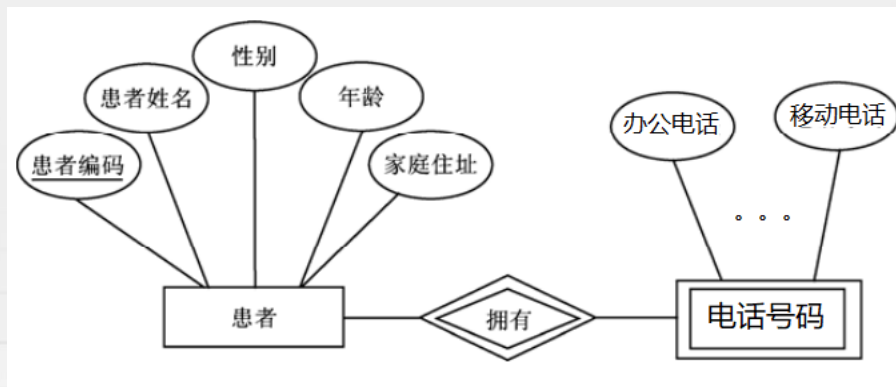 性别
患者姓名
年龄
患者编码
家庭住址
办公电话
移动电话
。。。
患者
拥有
电话号码